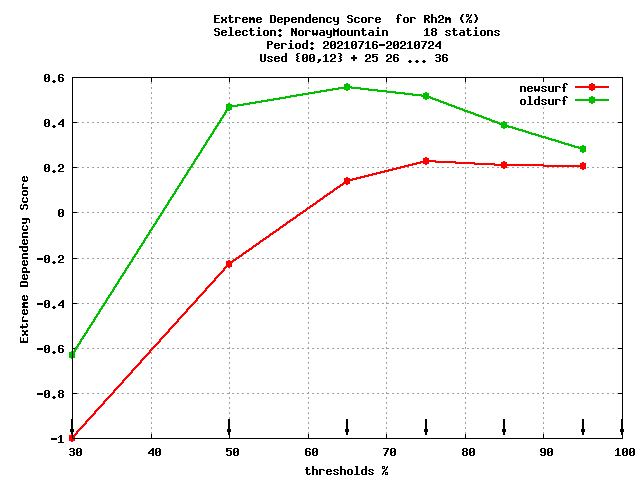 Extreme Dependency Score  for Rh2m (%)
Selection: NorwayMountain     18 stations
Period: 20210716-20210724
Used {00,12} + 25 26 ... 36
newsurf
oldsurf
0.6
0.4
0.2
0
-0.2
-0.4
-0.6
-0.8
-1
Extreme Dependency Score
30 40 50 60 70 80 90 100
thresholds %